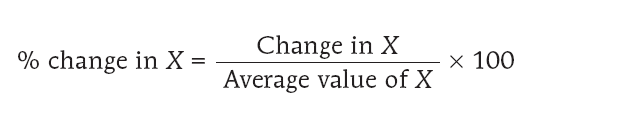 % change in X = Change in X / Average value of X × 100